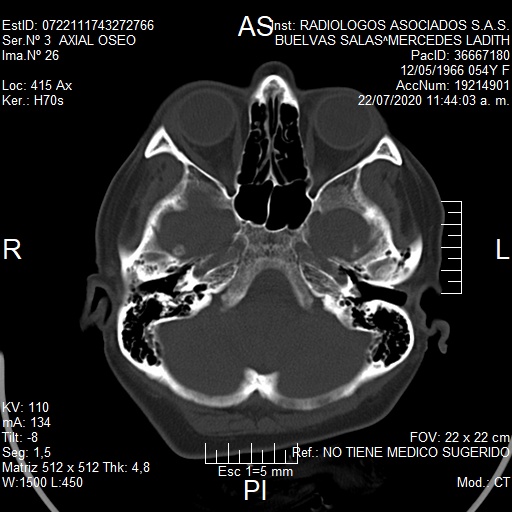 EstID: 0722111743272766
Ser.Nº 3 AXIAL OSEO
Ima.Nº 26
Loc: 415 Ax
Ker.: H70s
AS
Inst: RADIOLOGOS ASOCIADOS S.A.S.
BUELVAS SALAS^MERCEDES LADITH
PacID: 36667180
12/05/1966 054Y F
AccNum: 19214901
22/07/2020 11:44:03 a. m.
R
L
KV: 110
mA: 134
Tilt: -8
Seg: 1,5
Matriz 512 x 512 Thk: 4,8
W:1500 L:450
Esc 1=5 mm
PI
FOV: 22 x 22 cm
Ref.: NO TIENE MEDICO SUGERIDO
Mod.: CT